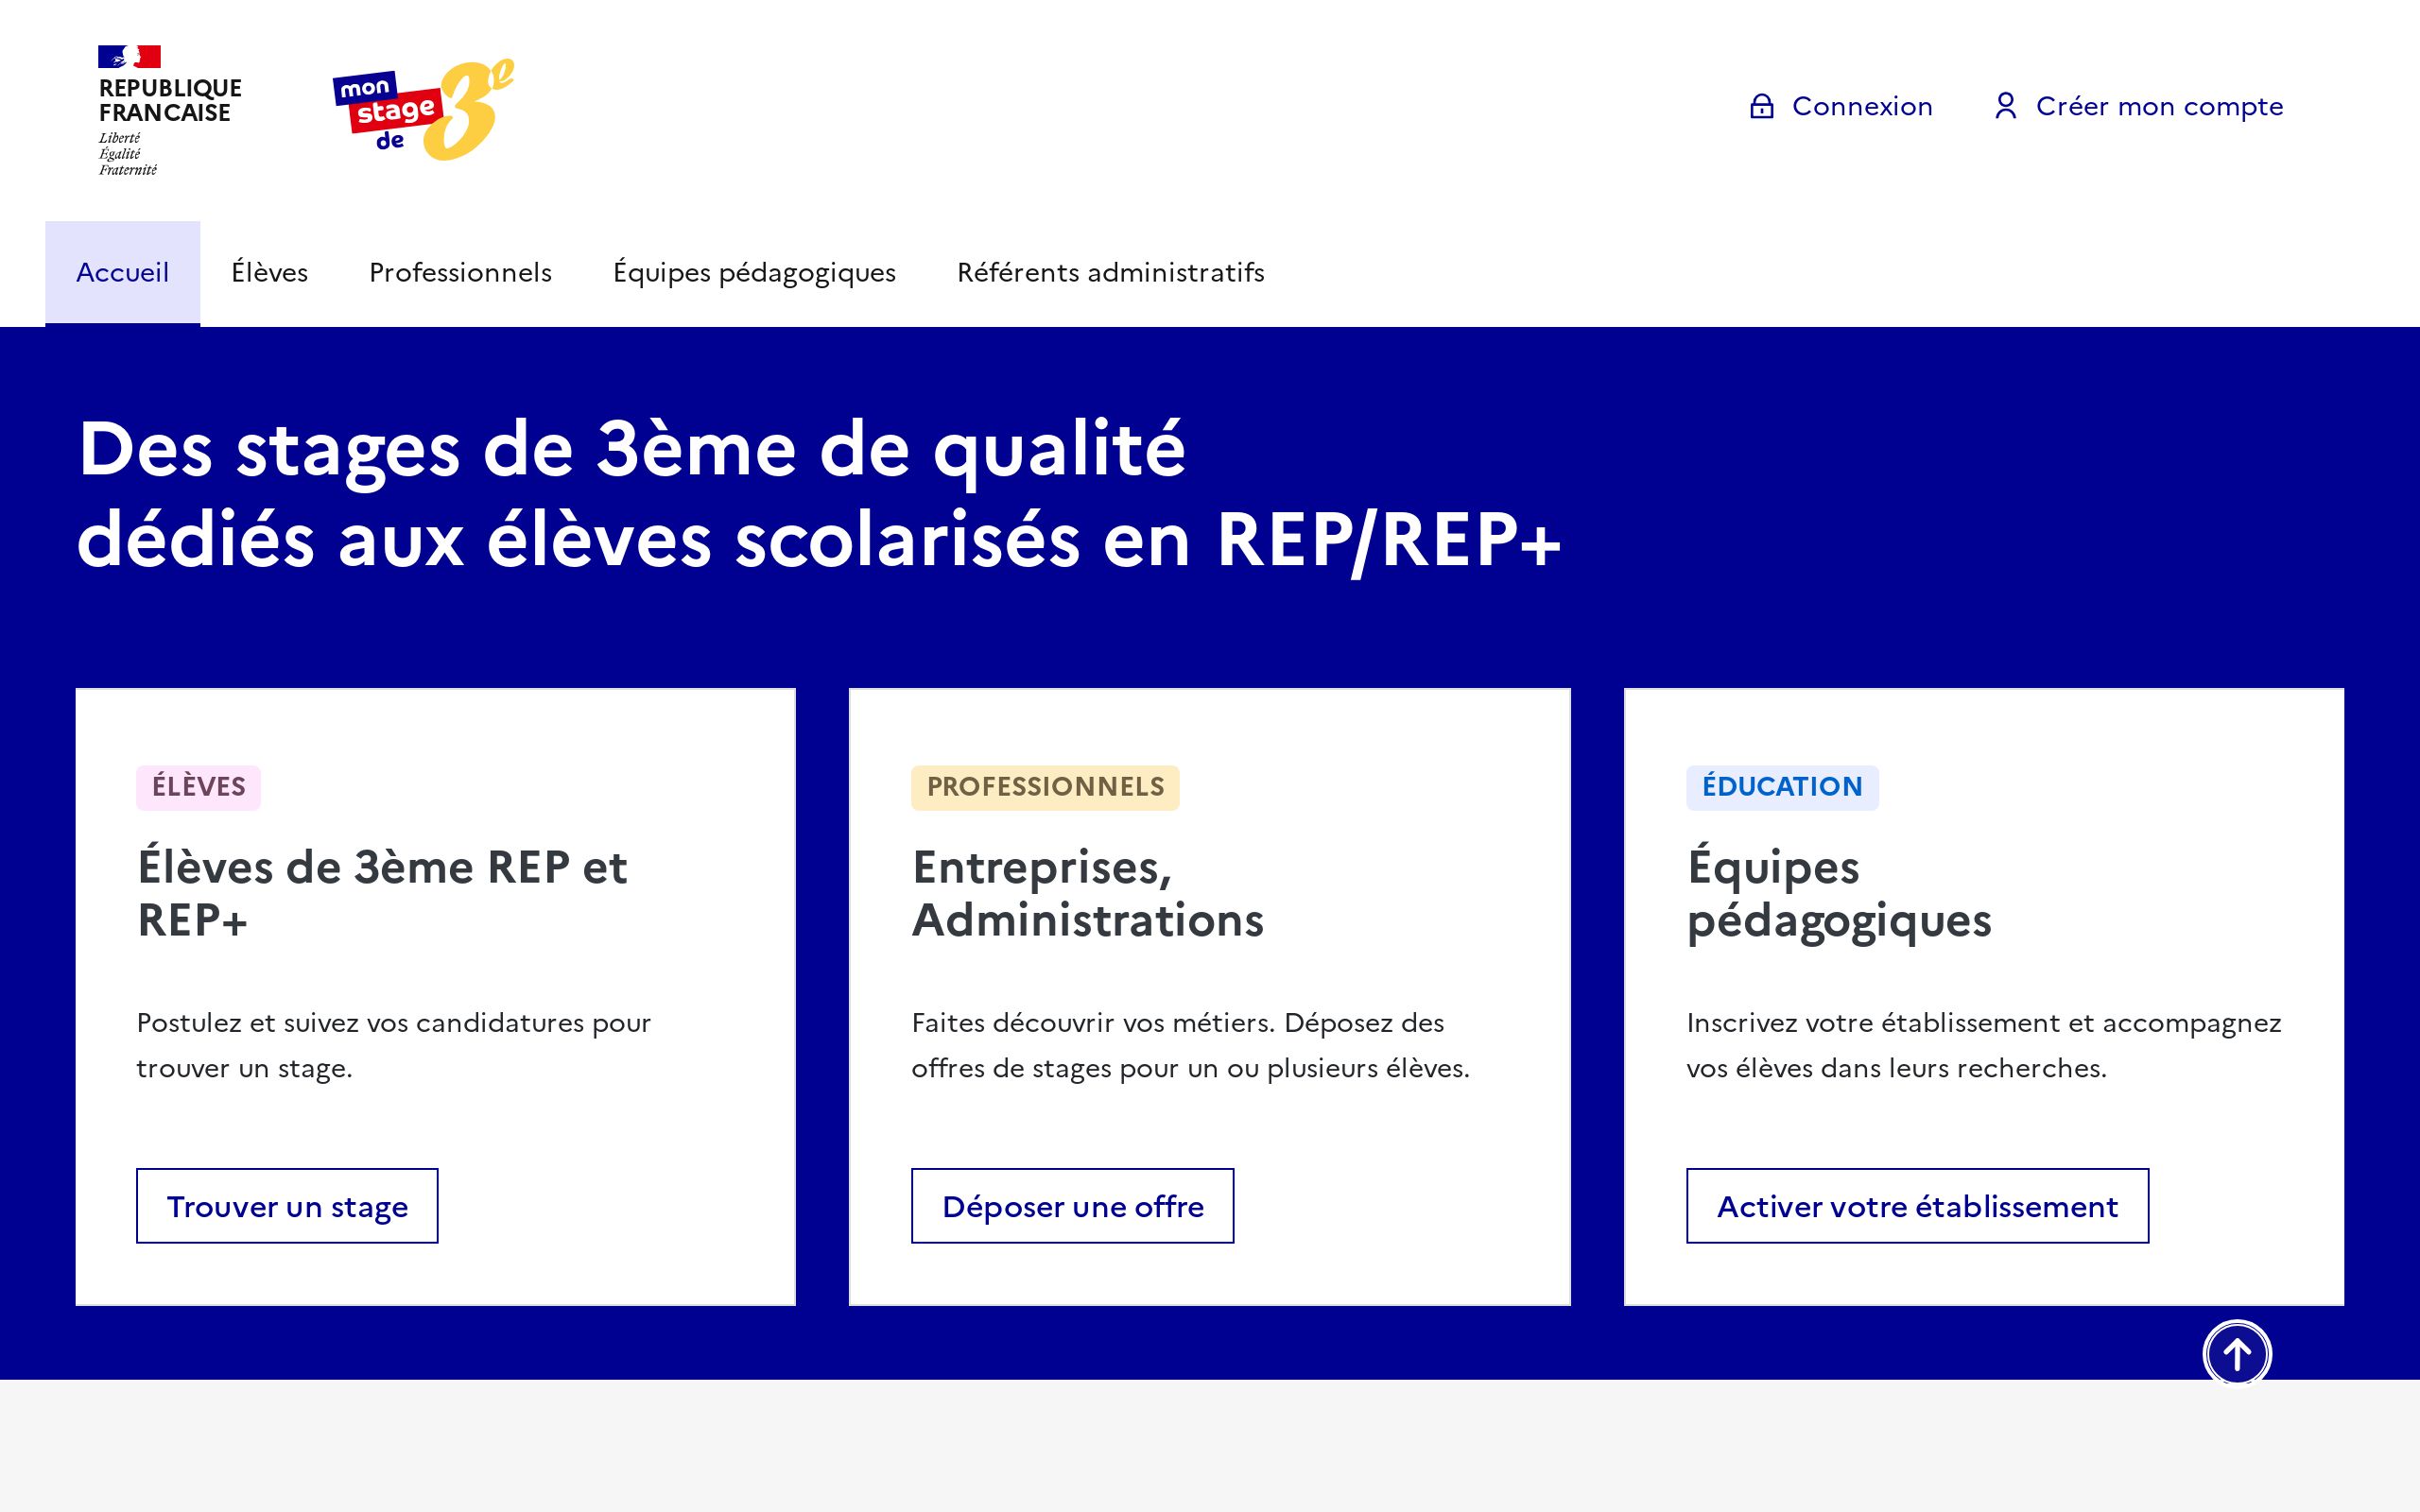 REPUBLIQUE
FRANCAISE
Liberté
Égalité
Fraternité
mon
stage
de
3e
Connexion
Créer mon compte
Accueil
Élèves
Professionnels
Équipes pédagogiques
Référents administratifs
Des stages de 3ème de qualité
dédiés aux élèves scolarisés en REP/REP+
ÉLÈVES
Élèves de 3ème REP et
REP+
Postulez et suivez vos candidatures pour
trouver un stage.
Trouver un stage
PROFESSIONNELS
Entreprises,
Administrations
Faites découvrir vos métiers. Déposez des
offres de stages pour un ou plusieurs élèves.
Déposer une offre
ÉDUCATION
Équipes
pédagogiques
Inscrivez votre établissement et accompagnez
vos élèves dans leurs recherches.
Activer votre établissement